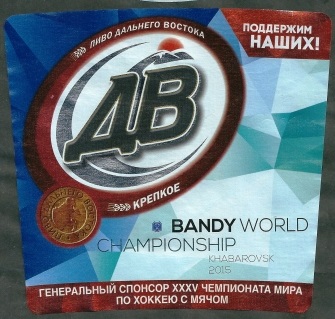 ПИВО ДАЛЬНЕГО ВОСТОКА
ПОДДЕРЖИМ
НАШИХ!
ДВ
КРЕПКОЕ
BANDY WORLD
CHAMPIONSHIP
KHABAROVSK
2015
ГЕНЕРАЛЬНЫЙ СПОНСОР XXXV ЧЕМПИОНАТА МИРА
ПО ХОККЕЮ С МЯЧОМ